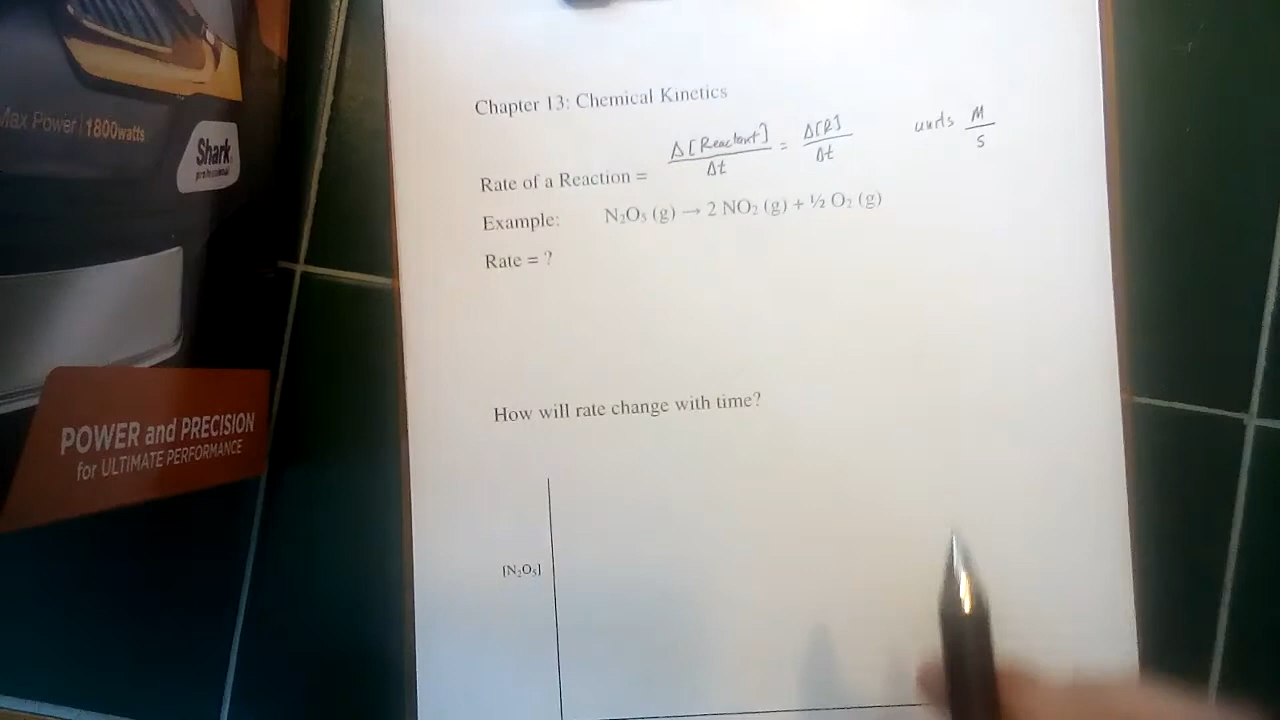 Max Power | 1800watts
Shark
professional
POWER and PRECISION
for ULTIMATE PERFORMANCE
Chapter 13: Chemical Kinetics
Rate of a Reaction = Δ[Reactant]/Δt = Δ[R]/Δt units M/s
Example: N₂O₅ (g) → 2 NO₂ (g) + ½ O₂ (g)
Rate = ?
How will rate change with time?
[N₂O₅]